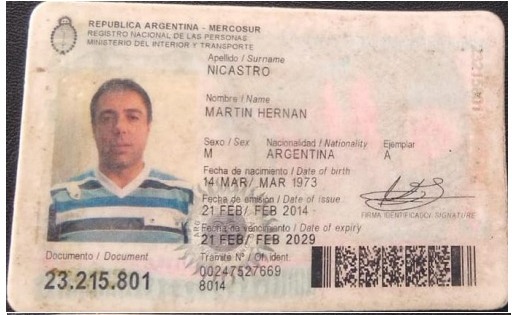 REPUBLICA ARGENTINA - MERCOSUR
REGISTRO NACIONAL DE LAS PERSONAS
MINISTERIO DEL INTERIOR Y TRANSPORTE
Apellido / Surname
NICASTRO
Nombre / Name
MARTIN HERNAN
Sexo / Sex Nacionalidad / Nationality Ejemplar
M ARGENTINA A
Fecha de nacimiento / Date of birth
14 MAR/ MAR 1973
Fecha de emisión / Date of issue
21 FEB/ FEB 2014
FIRMA IDENTIFICADO / SIGNATURE
Fecha de vencimiento / Date of expiry
21 FEB/ FEB 2029
Documento / Document
23.215.801
Trámite N° / Of. ident.
00247527669
8014